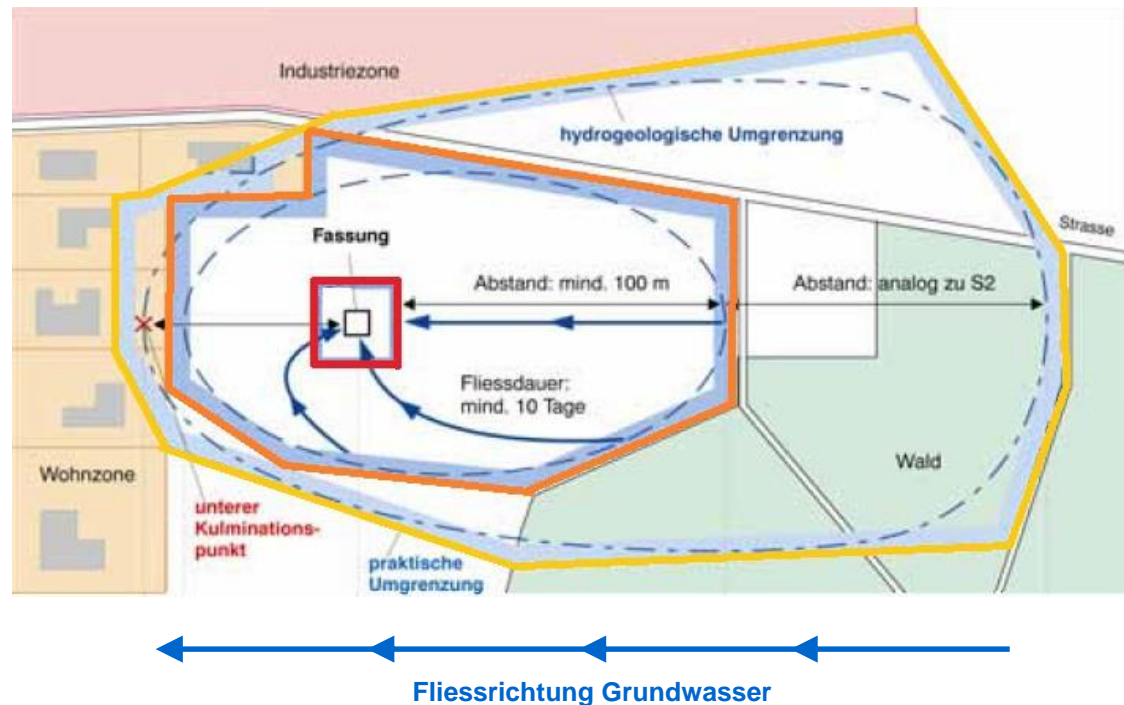 Industriezone
hydrogeologische Umgrenzung
Strasse
Fassung
Abstand: mind. 100 m
Abstand: analog zu S2
Fliessdauer:
mind. 10 Tage
Wald
Wohnzone
unterer
Kulminations-
punkt
praktische
Umgrenzung
Fliessrichtung Grundwasser